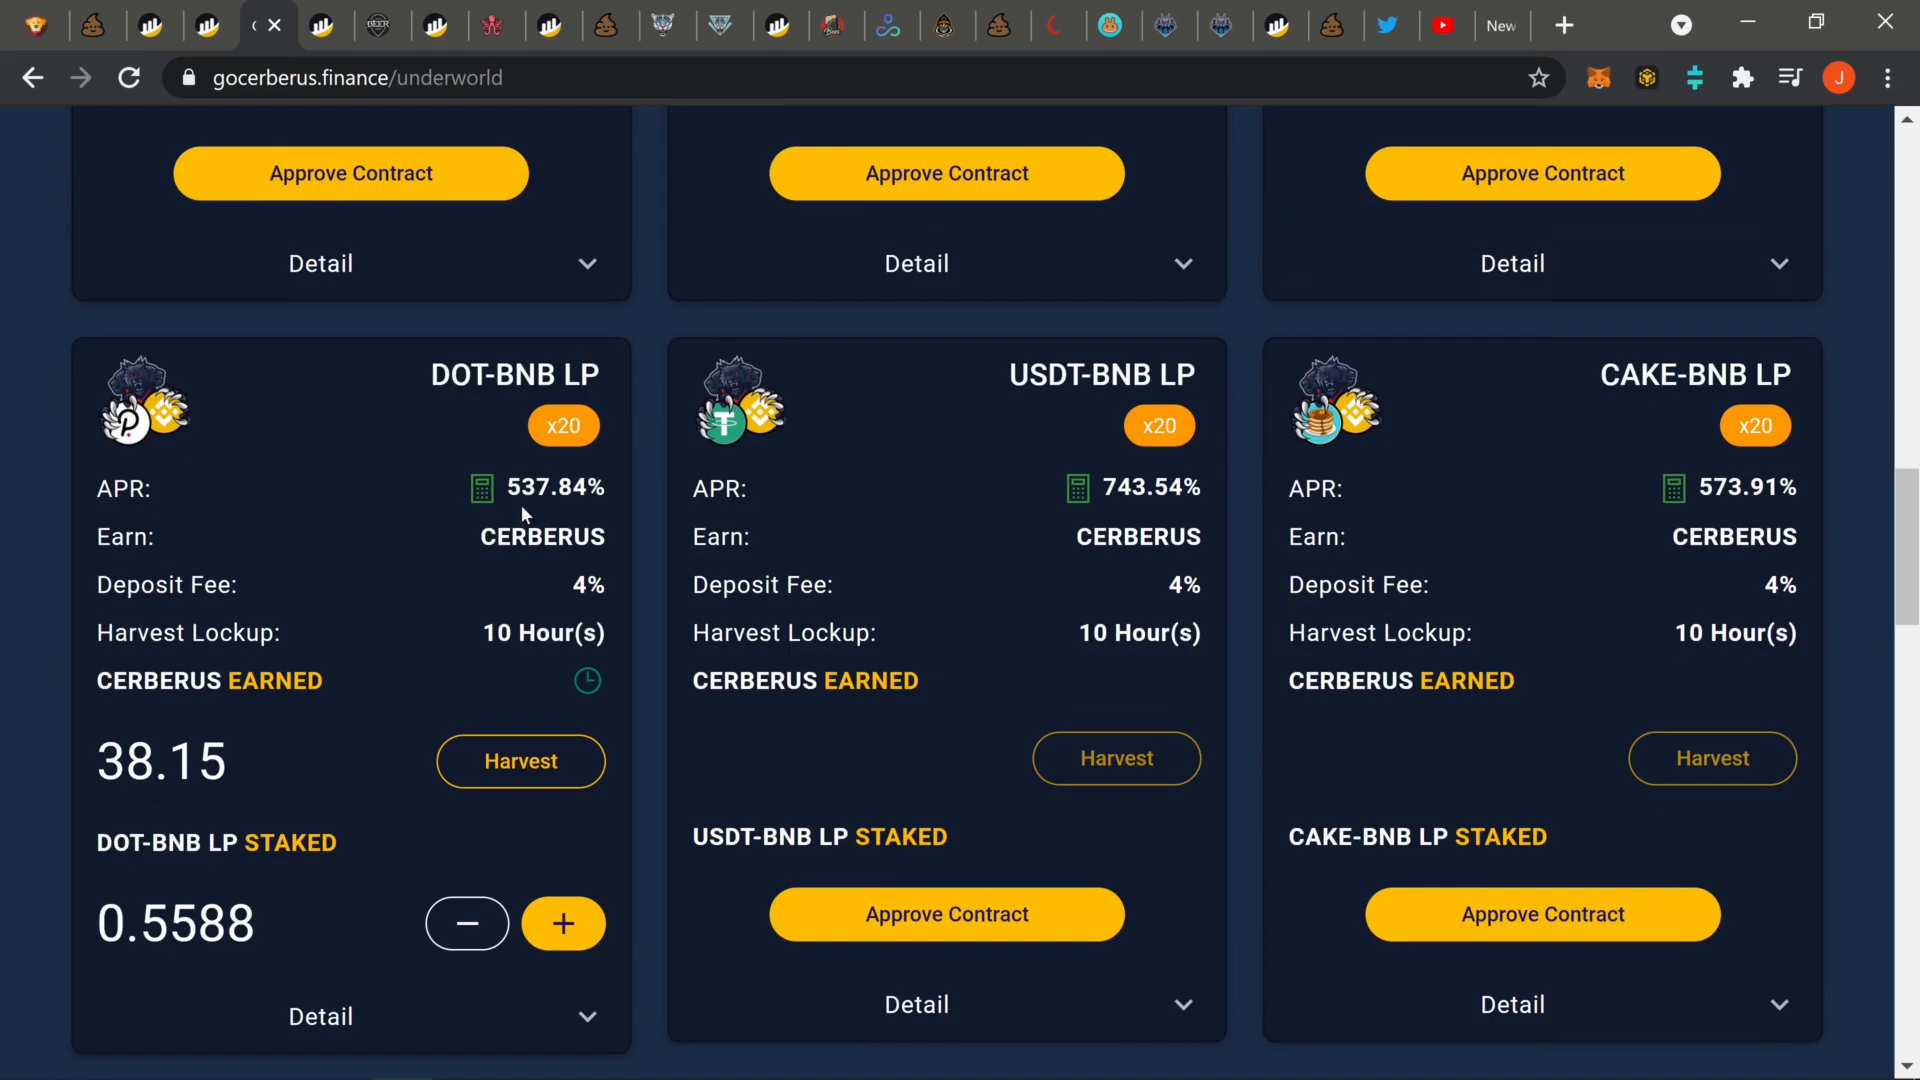 New
gocerberus.finance/underworld
J
Approve Contract
Approve Contract
Approve Contract
Detail
Detail
Detail
DOT-BNB LP
x20
APR: 537.84%
Earn: CERBERUS
Deposit Fee: 4%
Harvest Lockup: 10 Hour(s)
CERBERUS EARNED
38.15 Harvest
DOT-BNB LP STAKED
0.5588 − +
Detail
USDT-BNB LP
x20
APR: 743.54%
Earn: CERBERUS
Deposit Fee: 4%
Harvest Lockup: 10 Hour(s)
CERBERUS EARNED
Harvest
USDT-BNB LP STAKED
Approve Contract
Detail
CAKE-BNB LP
x20
APR: 573.91%
Earn: CERBERUS
Deposit Fee: 4%
Harvest Lockup: 10 Hour(s)
CERBERUS EARNED
Harvest
CAKE-BNB LP STAKED
Approve Contract
Detail